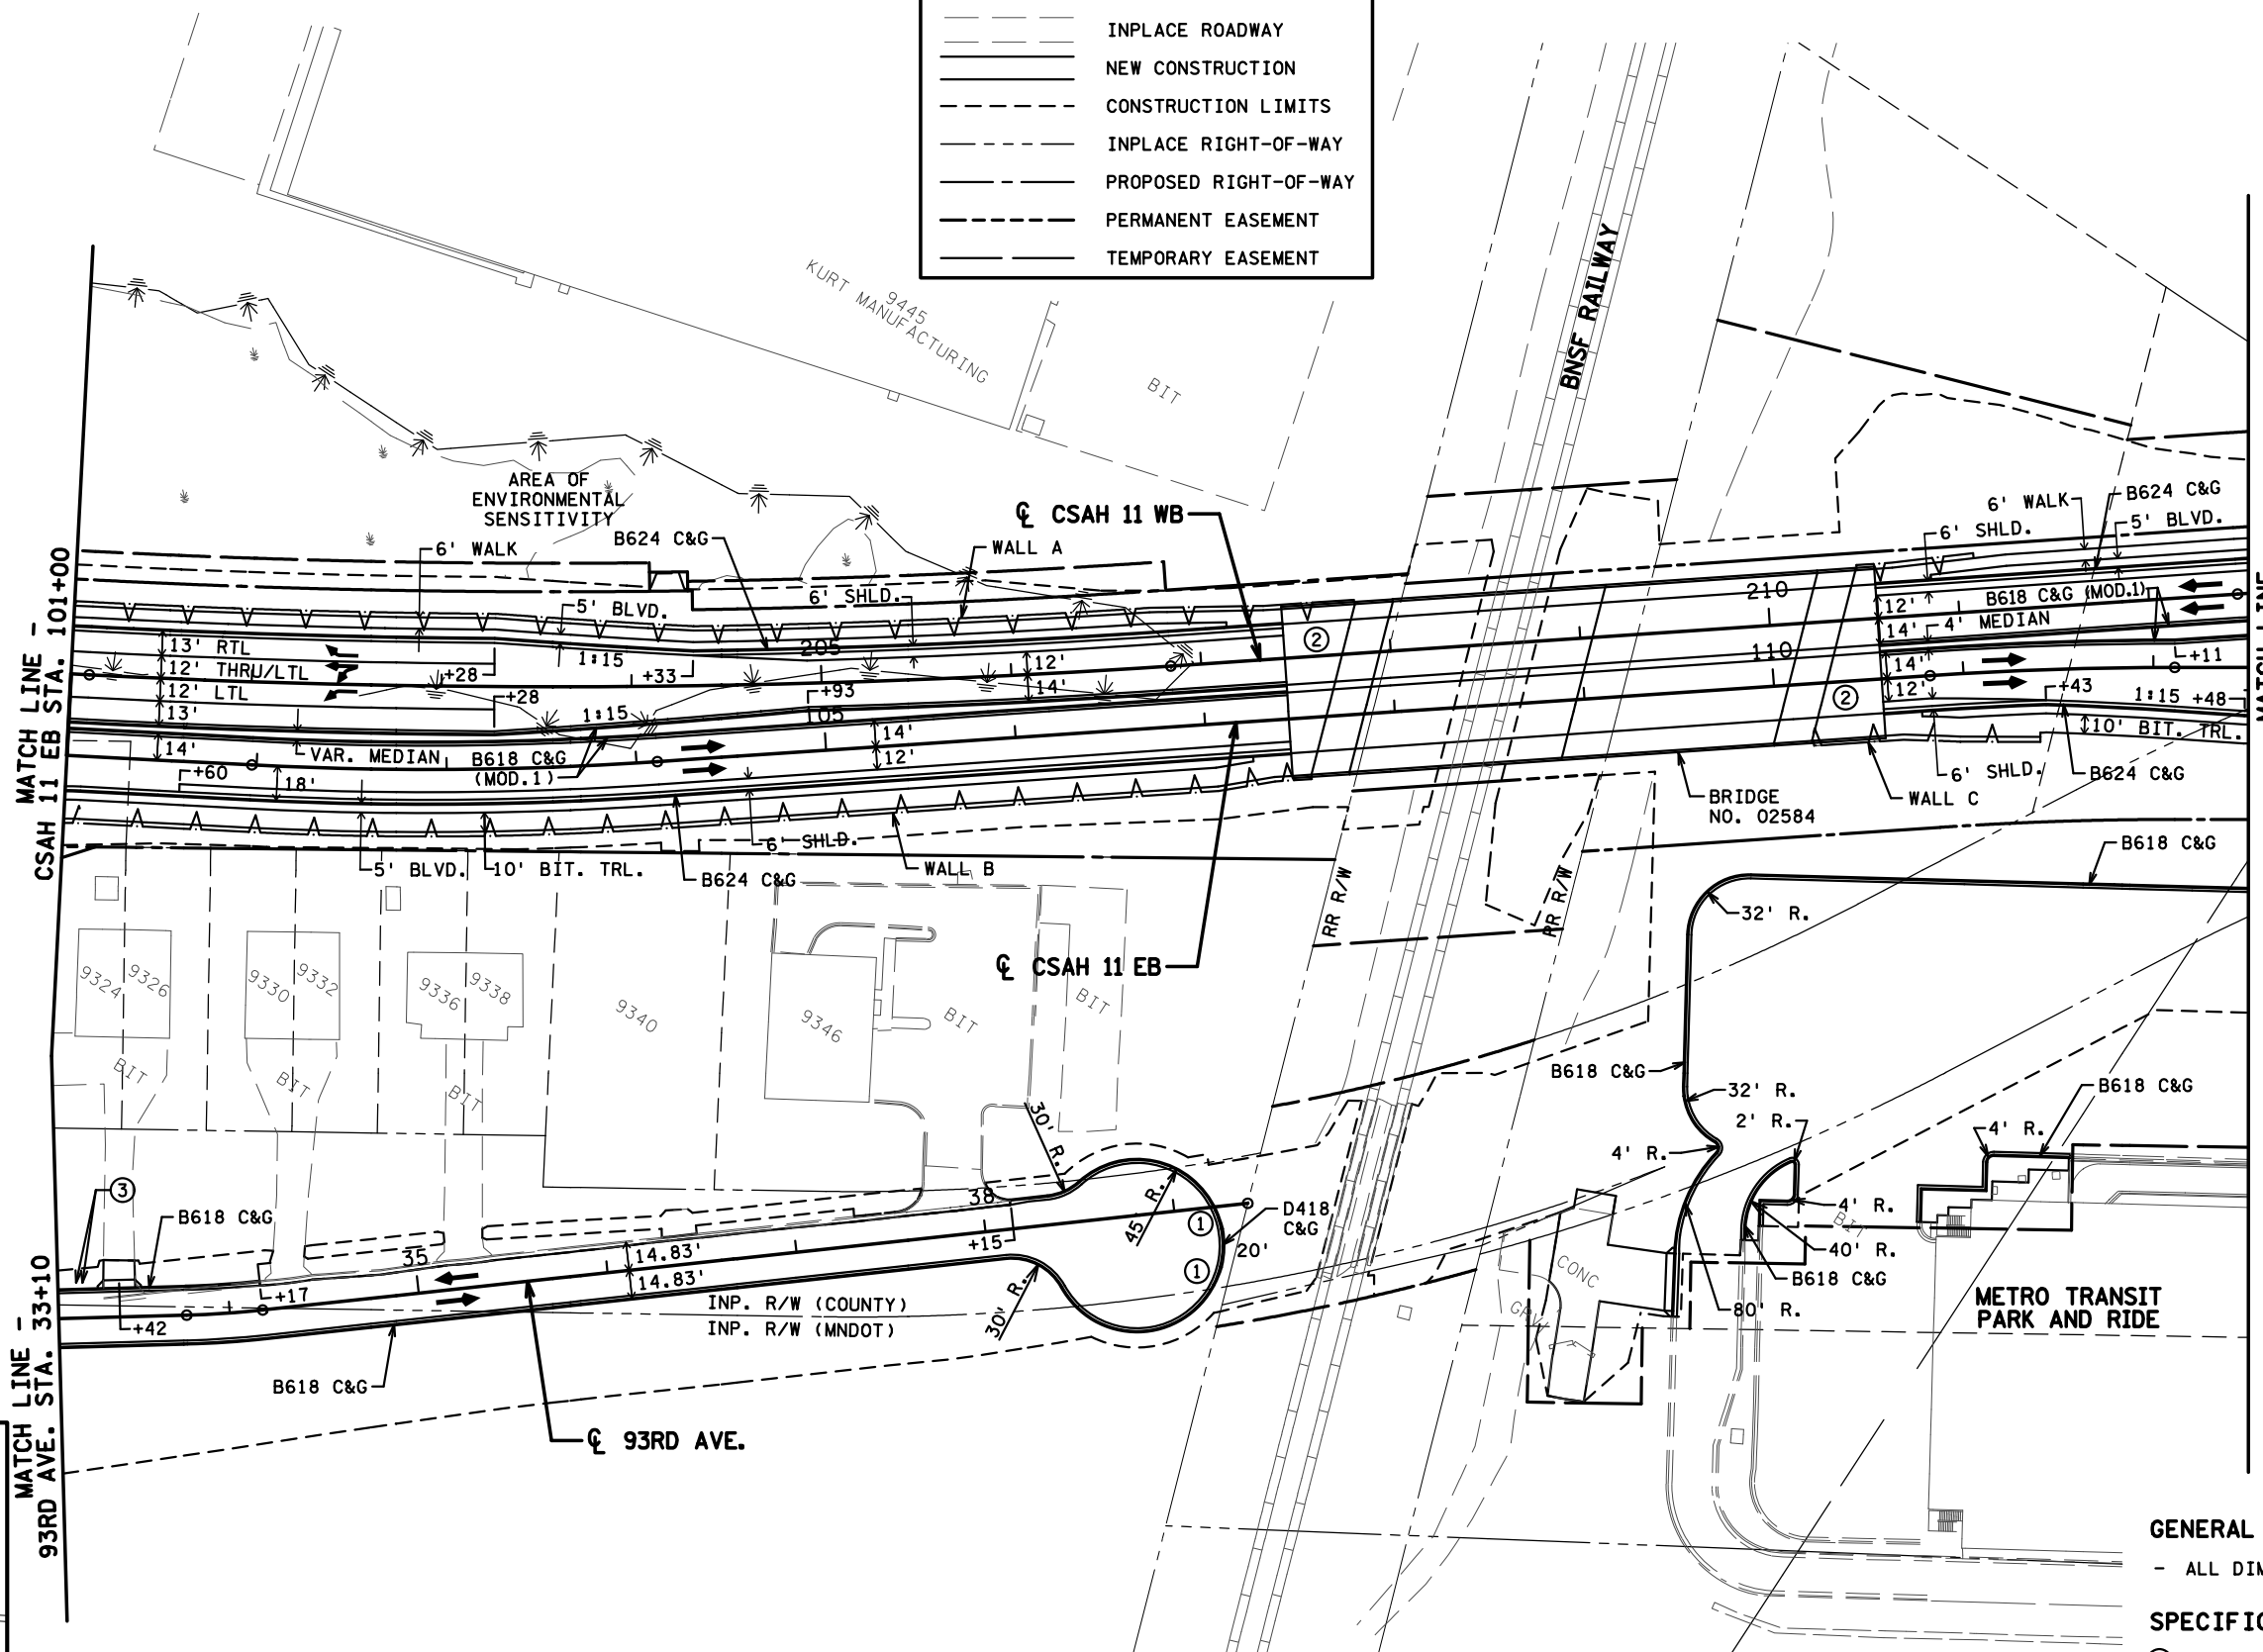 INPLACE ROADWAY
NEW CONSTRUCTION
CONSTRUCTION LIMITS
INPLACE RIGHT-OF-WAY
PROPOSED RIGHT-OF-WAY
PERMANENT EASEMENT
TEMPORARY EASEMENT
BNSF RAILWAY
9445
KURT MANUFACTURING
BIT
AREA OF
ENVIRONMENTAL
SENSITIVITY
℄ CSAH 11 WB
6' WALK
B624 C&G
WALL A
5' BLVD.
6' SHLD.
6' WALK
B624 C&G
6' SHLD.
5' BLVD.
MATCH LINE -
CSAH 11 EB STA. 101+00
MATCH LINE
13' RTL
12' THRU/LTL
12' LTL
13'
14'
+28
+28
1:15
1:15
+33
205
+93
105
12'
14'
14'
12'
②
210
110
②
12'
14'
B618 C&G (MOD.1)
4' MEDIAN
14'
12'
+11
+43
1:15
+48
10' BIT. TRL.
VAR. MEDIAN
B618 C&G
(MOD.1)
+60
18'
6' SHLD.
B624 C&G
WALL C
BRIDGE
NO. 02584
5' BLVD.
10' BIT. TRL.
6' SHLD.
B624 C&G
WALL B
B618 C&G
32' R.
RR R/W
RR R/W
℄ CSAH 11 EB
9324
9326
9330
9332
9336
9338
9340
9346
BIT
BIT
BIT
BIT
BIT
B618 C&G
32' R.
2' R.
4' R.
4' R.
B618 C&G
30' R.
③
B618 C&G
35
38
14.83'
14.83'
+15
45' R.
①
①
D418
C&G
20'
4' R.
BIT
40' R.
B618 C&G
80' R.
CONC
GRVL
+17
+42
30' R.
INP. R/W (COUNTY)
INP. R/W (MNDOT)
METRO TRANSIT
PARK AND RIDE
B618 C&G
MATCH LINE -
93RD AVE. STA. 33+10
℄ 93RD AVE.
GENERAL
- ALL DIM
SPECIFIC